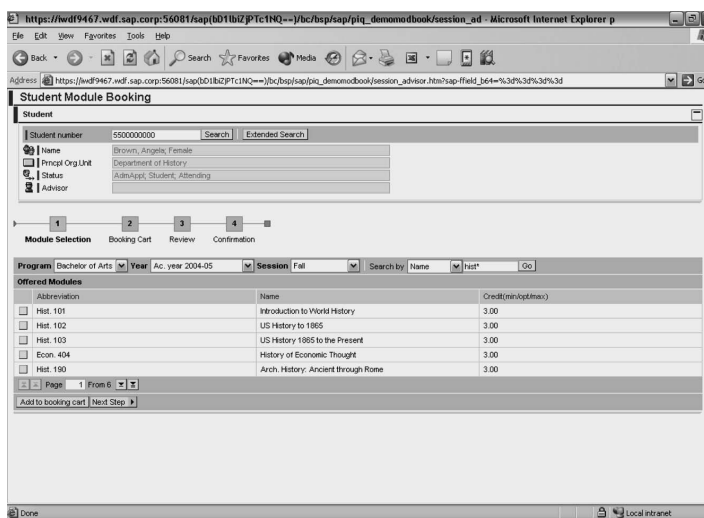 https://iwdf9467.wdf.sap.corp:56081/sap(bD1lbiZjPTc1NQ==)/bc/bsp/sap/piq_demomodbook/session_ad - Microsoft Internet Explorer p
File Edit View Favorites Tools Help
Back Search Favorites Media
Address https://iwdf9467.wdf.sap.corp:56081/sap(bD1lbiZjPTc1NQ==)/bc/bsp/sap/piq_demomodbook/session_advisor.htm?sap-ffield_b64=%3d%3d%3d%3d
Student Module Booking
Student
Student number 5500000000 Search Extended Search
Name Brown, Angela; Female
Prncpl Org.Unit Department of History
Status AdmAppl; Student; Attending
Advisor
1 2 3 4
Module Selection Booking Cart Review Confirmation
Program Bachelor of Arts Year Ac. year 2004-05 Session Fall Search by Name hist* Go
Offered Modules
Abbreviation Name Credit(min/opt/max)
Hist. 101 Introduction to World History 3.00
Hist. 102 US History to 1865 3.00
Hist. 103 US History 1865 to the Present 3.00
Econ. 404 History of Economic Thought 3.00
Hist. 190 Arch. History: Ancient through Rome 3.00
Page 1 From 6
Add to booking cart Next Step
Done Local intranet